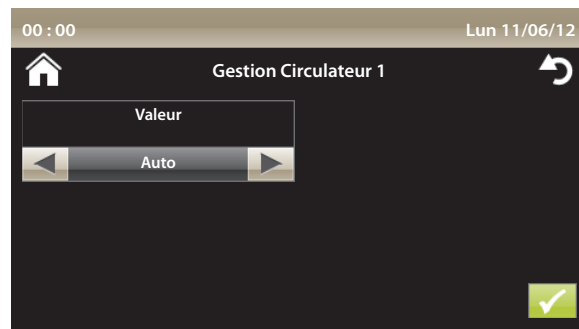 00 : 00 Lun 11/06/12
Gestion Circulateur 1
Valeur
Auto